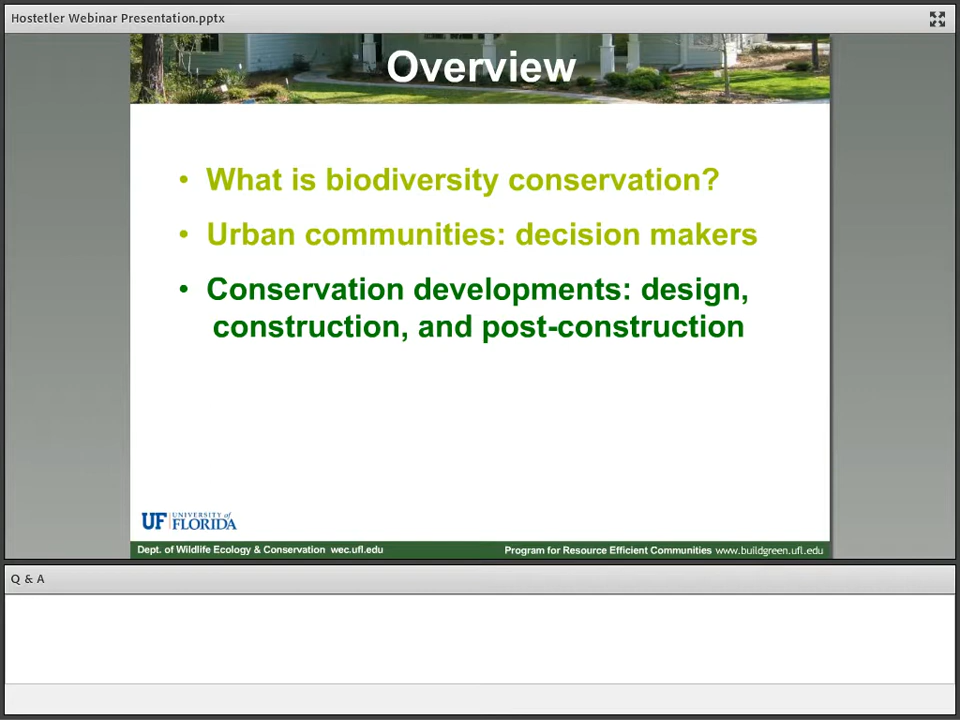 Hostetler Webinar Presentation.pptx
Overview
• What is biodiversity conservation?
• Urban communities: decision makers
• Conservation developments: design,
construction, and post-construction
UF UNIVERSITY of
FLORIDA
Dept. of Wildlife Ecology & Conservation wec.ufl.edu
Program for Resource Efficient Communities www.buildgreen.ufl.edu
Q & A